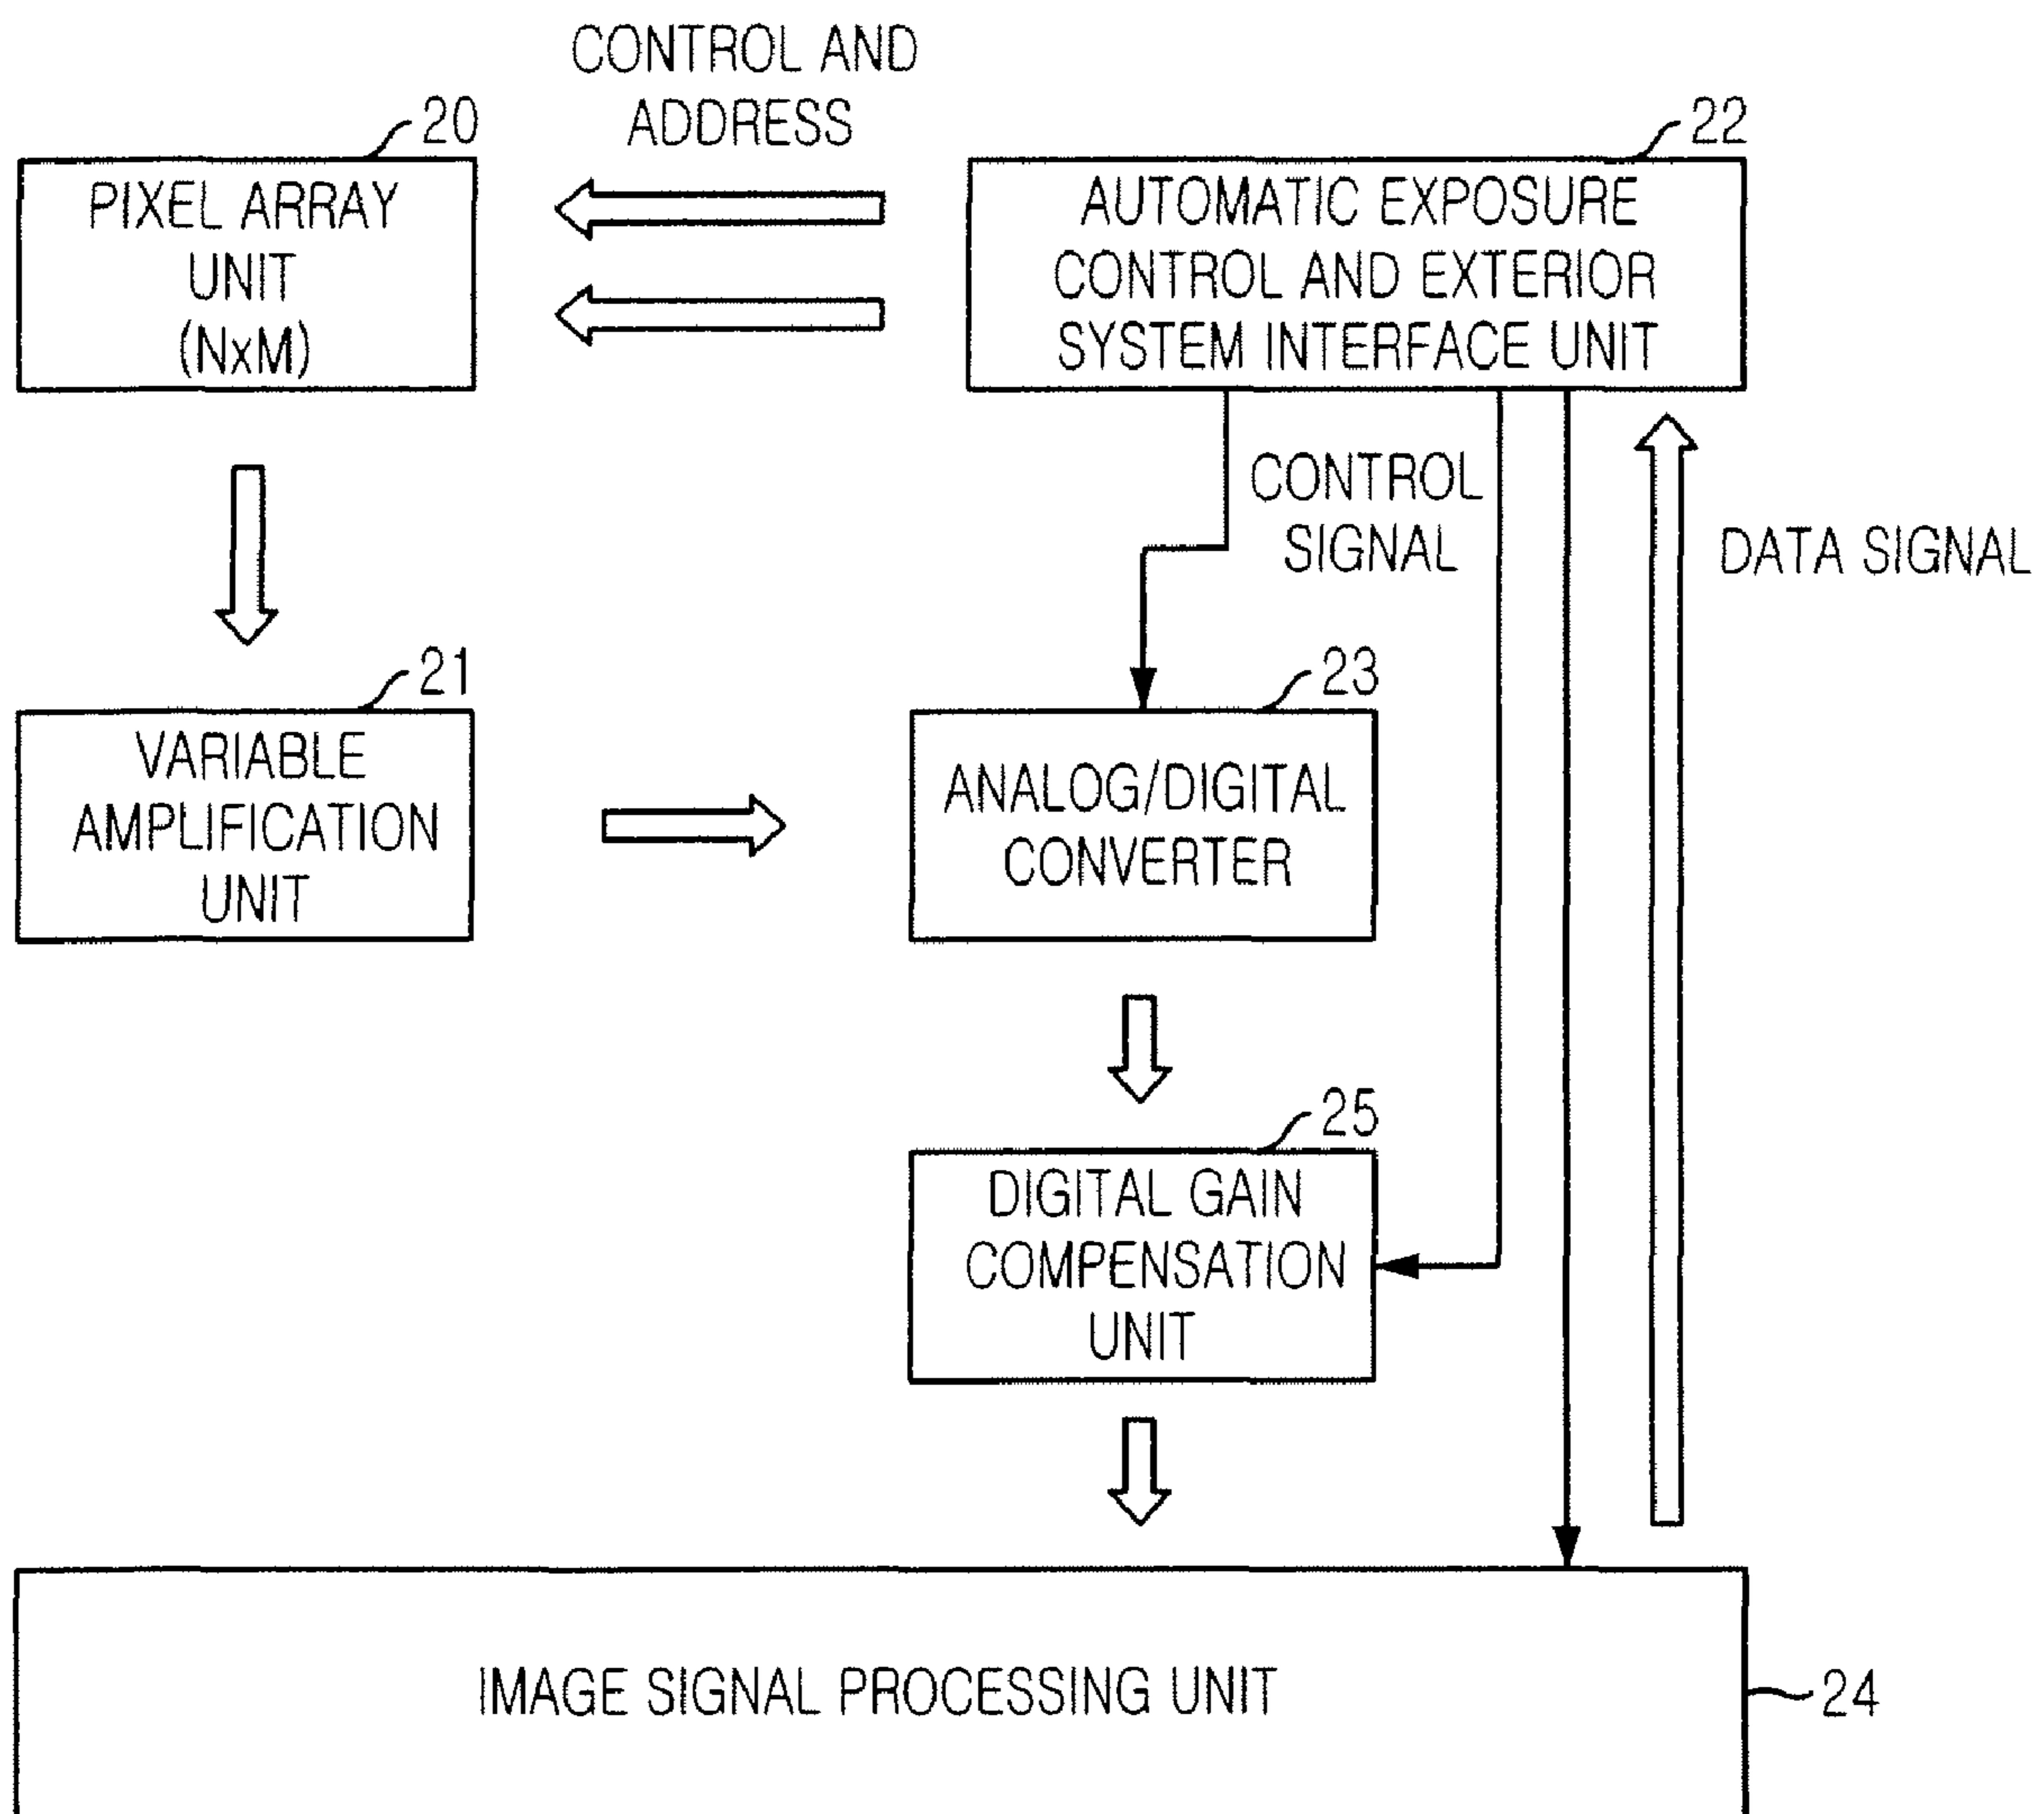 CONTROL AND
ADDRESS
20
22
PIXEL ARRAY
UNIT
(NxM)
AUTOMATIC EXPOSURE
CONTROL AND EXTERIOR
SYSTEM INTERFACE UNIT
CONTROL
SIGNAL
DATA SIGNAL
21
23
VARIABLE
AMPLIFICATION
UNIT
ANALOG/DIGITAL
CONVERTER
25
DIGITAL GAIN
COMPENSATION
UNIT
IMAGE SIGNAL PROCESSING UNIT
24